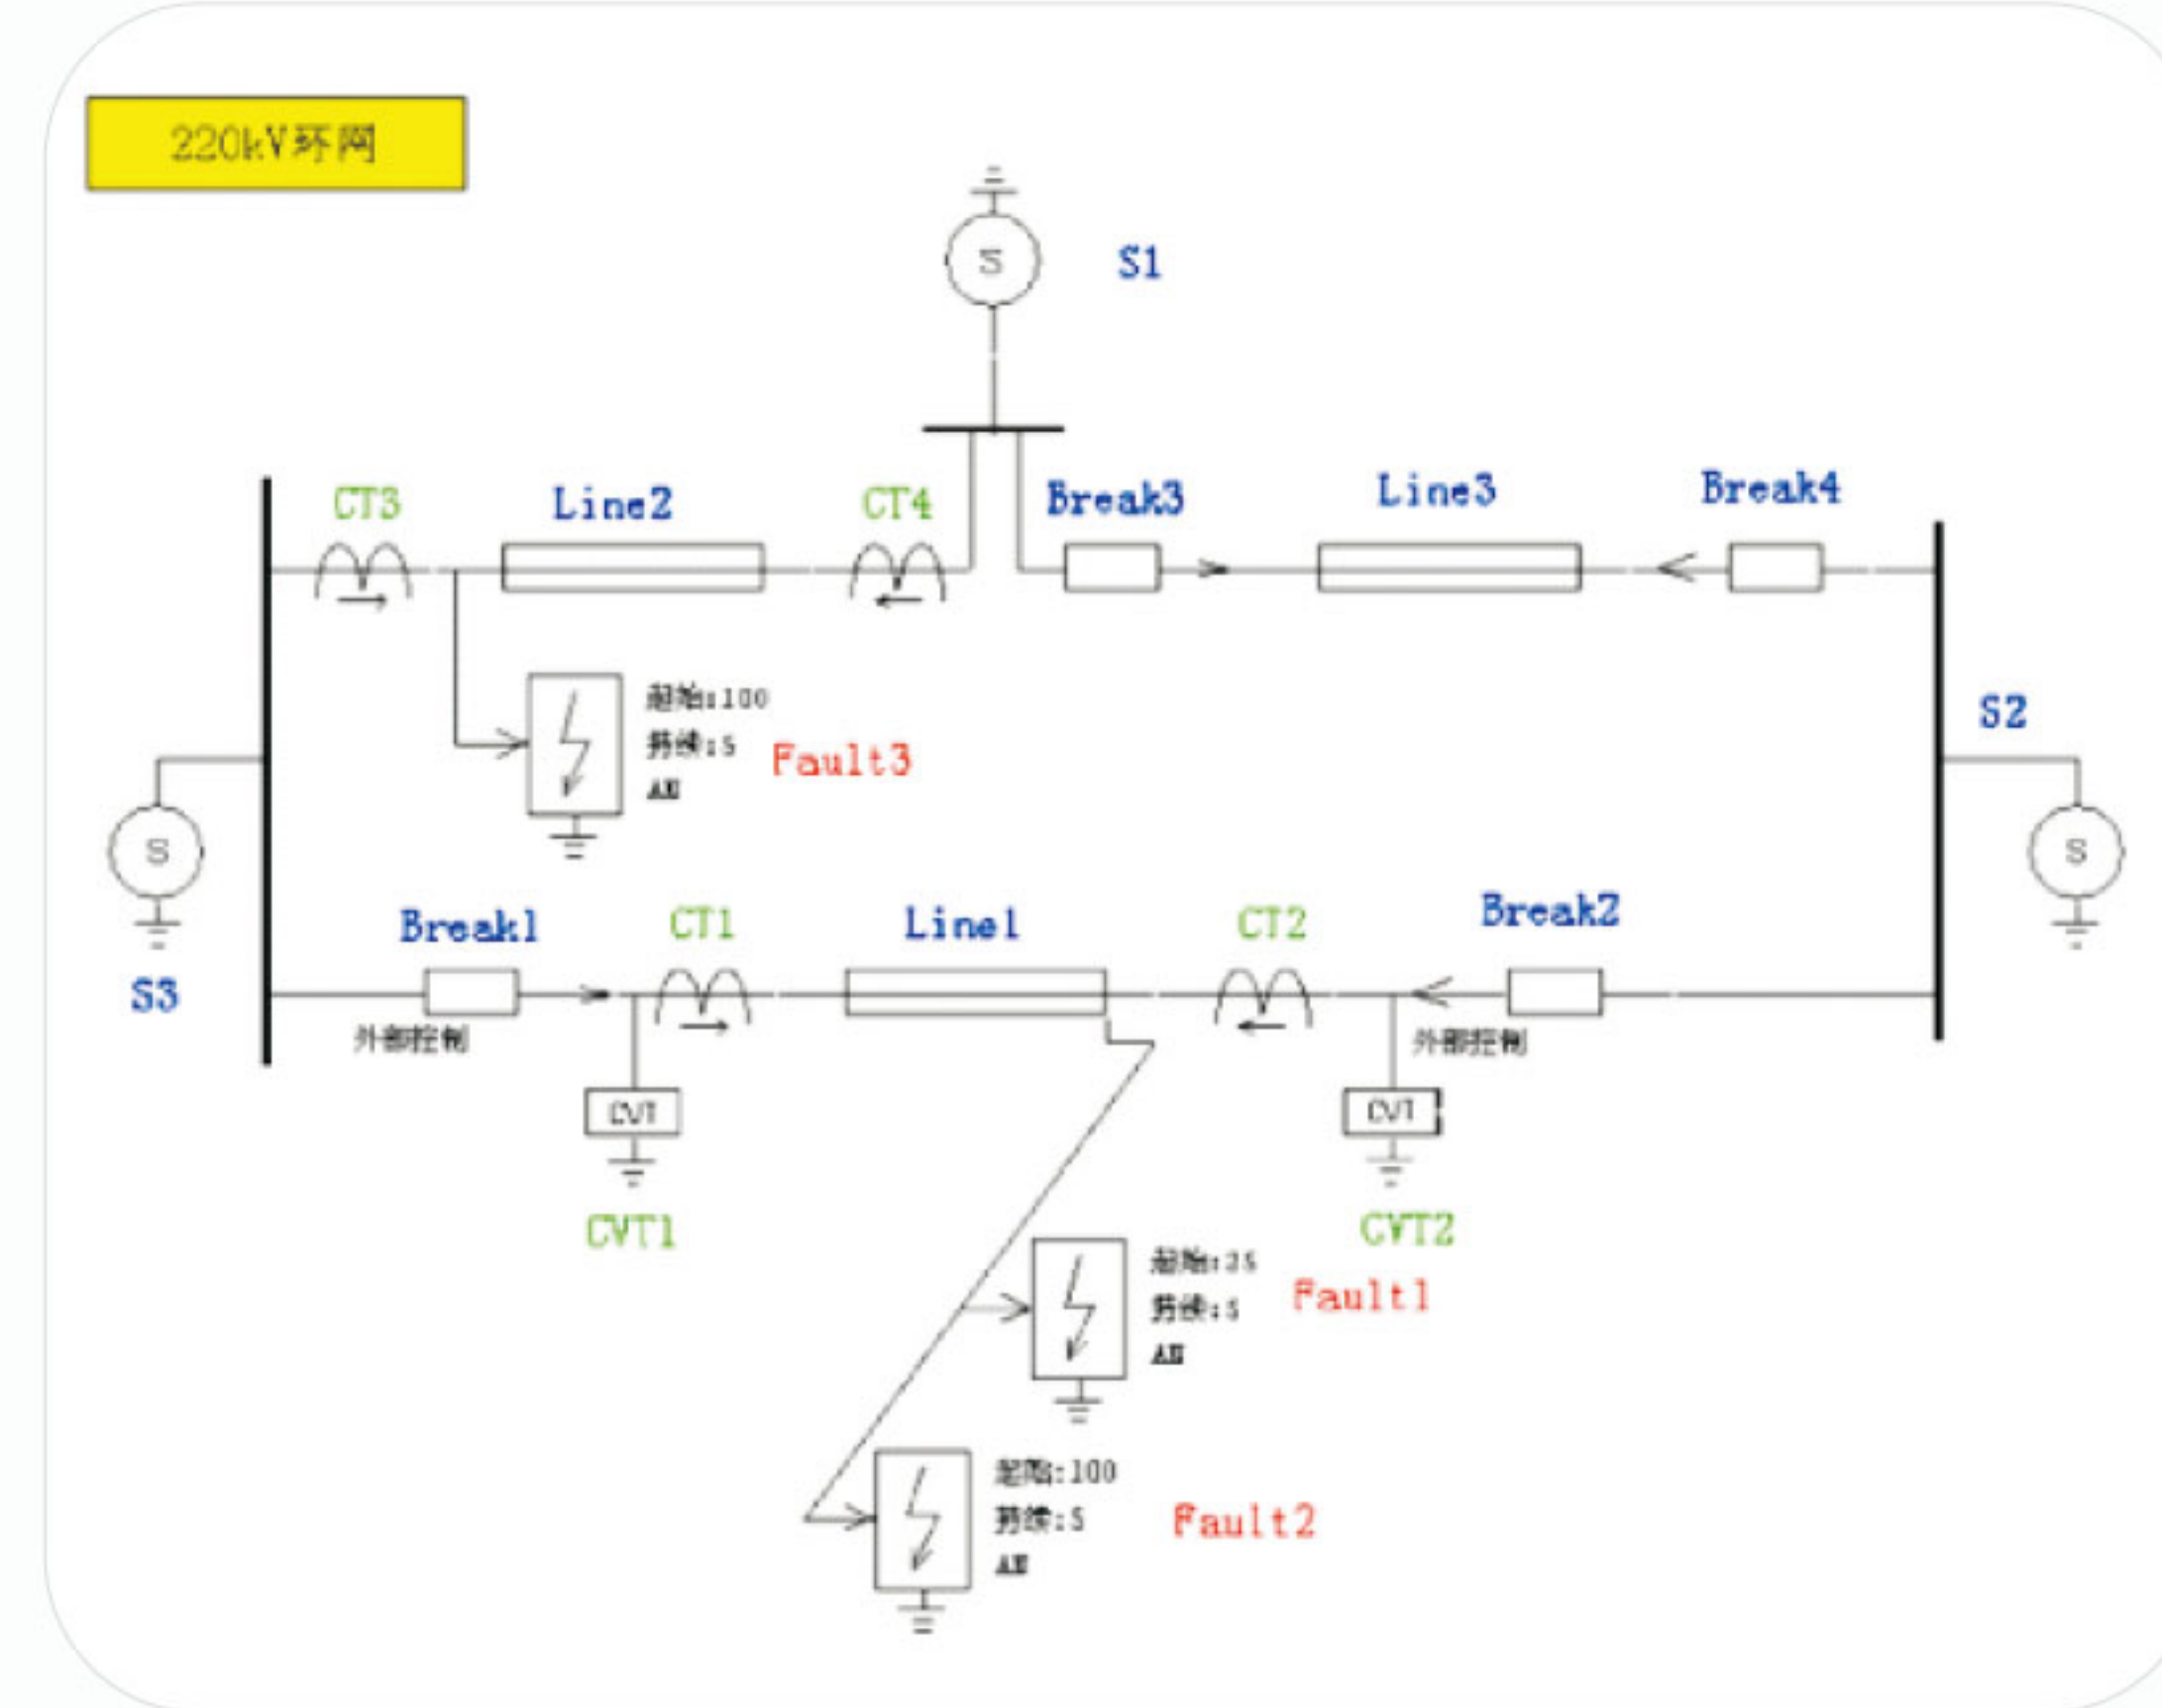 220kV环网
S
S1
CT3
Line2
CT4
Break3
Line3
Break4
起始:100
持续:5
AN
Fault3
S2
S
S
S3
Break1
CT1
Line1
CT2
Break2
外部控制
外部控制
CVT
CVT
CVT1
CVT2
起始:25
持续:5
AN
Fault1
起始:100
持续:5
AN
Fault2